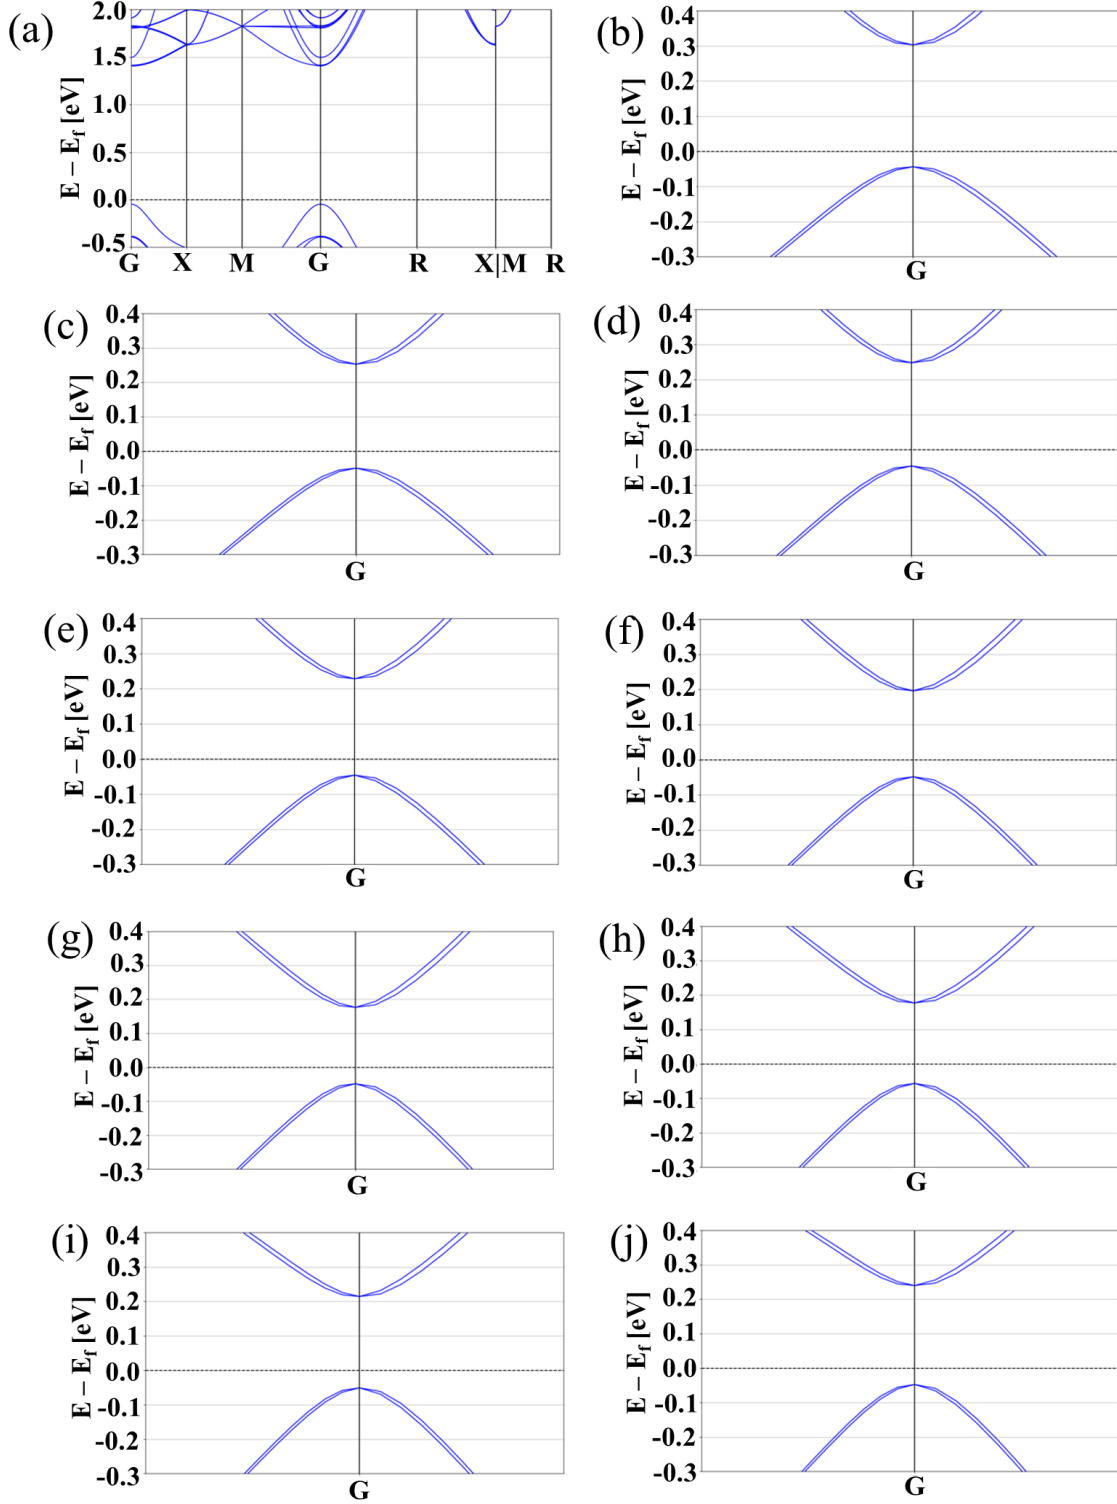 (a)
E − E_f [eV]
2.0
1.5
1.0
0.5
0.0
-0.5
G X M G R X|M R
(b)
E − E_f [eV]
0.4
0.3
0.2
0.1
0.0
-0.1
-0.2
-0.3
G
(c)
E − E_f [eV]
0.4
0.3
0.2
0.1
0.0
-0.1
-0.2
-0.3
G
(d)
E − E_f [eV]
0.4
0.3
0.2
0.1
0.0
-0.1
-0.2
-0.3
G
(e)
E − E_f [eV]
0.4
0.3
0.2
0.1
0.0
-0.1
-0.2
-0.3
G
(f)
E − E_f [eV]
0.4
0.3
0.2
0.1
0.0
-0.1
-0.2
-0.3
G
(g)
E − E_f [eV]
0.4
0.3
0.2
0.1
0.0
-0.1
-0.2
-0.3
G
(h)
E − E_f [eV]
0.4
0.3
0.2
0.1
0.0
-0.1
-0.2
-0.3
G
(i)
E − E_f [eV]
0.4
0.3
0.2
0.1
0.0
-0.1
-0.2
-0.3
G
(j)
E − E_f [eV]
0.4
0.3
0.2
0.1
0.0
-0.1
-0.2
-0.3
G